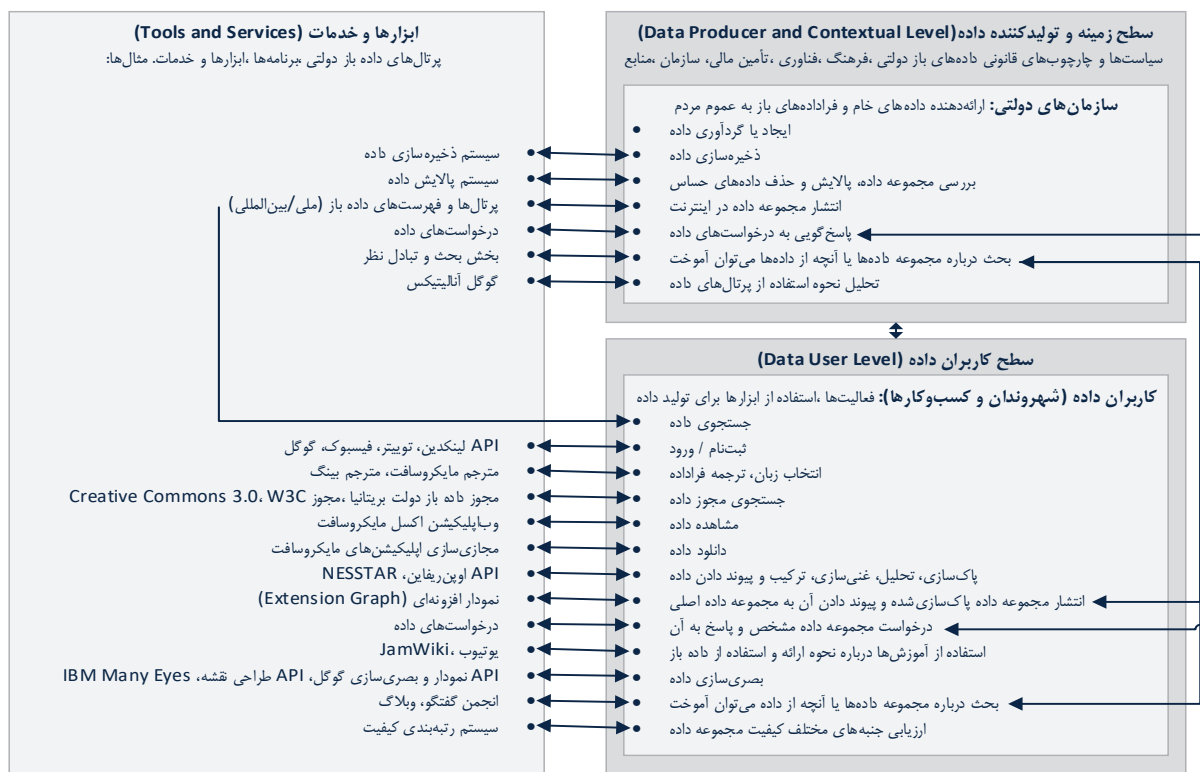 سطح زمینه و تولیدکننده داده(Data Producer and Contextual Level)
سیاست‌ها و چارچوب‌های قانونی داده‌های باز دولتی ،فرهنگ ،فناوری ،تأمین مالی، سازمان ،منابع
سازمان‌های دولتی: ارائه‌دهنده داده‌های خام و فراداده‌های باز به عموم مردم
ایجاد یا گردآوری داده
ذخیره‌سازی داده
بررسی مجموعه داده، پالایش و حذف داده‌های حساس
انتشار مجموعه داده در اینترنت
پاسخ‌گویی به درخواست‌های داده
بحث درباره مجموعه داده‌ها یا آنچه از داده‌ها می‌توان آموخت
تحلیل نحوه استفاده از پرتال‌های داده
سطح کاربران داده (Data User Level)
کاربران داده (شهروندان و کسب‌وکارها): فعالیت‌ها ،استفاده از ابزارها برای تولید داده
جستجوی داده
ثبت‌نام / ورود
انتخاب زبان، ترجمه فراداده
جستجوی مجوز داده
مشاهده داده
دانلود داده
پاک‌سازی، تحلیل، غنی‌سازی، ترکیب و پیوند دادن داده
انتشار مجموعه داده پاک‌سازی‌شده و پیوند دادن آن به مجموعه داده اصلی
درخواست مجموعه داده مشخص و پاسخ به آن
استفاده از آموزش‌ها درباره نحوه ارائه و استفاده از داده باز
بصری‌سازی داده
بحث درباره مجموعه داده‌ها یا آنچه از داده می‌توان آموخت
ارزیابی جنبه‌های مختلف کیفیت مجموعه داده
ابزارها و خدمات (Tools and Services)
پرتال‌های داده باز دولتی ،برنامه‌ها ،ابزارها و خدمات. مثال‌ها:
سیستم ذخیره‌سازی داده
سیستم پالایش داده
پرتال‌ها و فهرست‌های داده باز (ملی/بین‌المللی)
درخواست‌های داده
بخش بحث و تبادل نظر
گوگل آنالیتیکس
API لینکدین، توییتر، فیسبوک، گوگل
مترجم مایکروسافت، مترجم بینگ
مجوز داده باز دولت بریتانیا ،مجوز Creative Commons 3.0، W3C
وب‌اپلیکیشن اکسل مایکروسافت
مجازی‌سازی اپلیکیشن‌های مایکروسافت
API اوپن‌ریفاین، NESSTAR
نمودار افزونه‌ای (Extension Graph)
درخواست‌های داده
یوتیوب ،JamWiki
API نمودار و بصری‌سازی گوگل، API طراحی نقشه، IBM Many Eyes
انجمن گفتگو، وبلاگ
سیستم رتبه‌بندی کیفیت